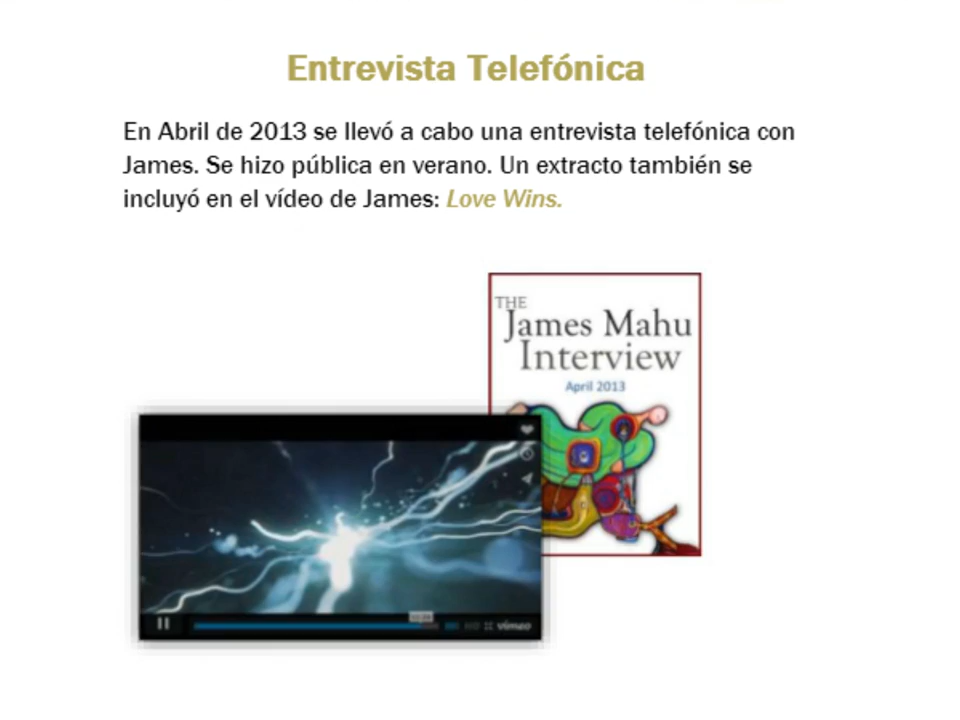 Entrevista Telefónica
En Abril de 2013 se llevó a cabo una entrevista telefónica con
James. Se hizo pública en verano. Un extracto también se
incluyó en el vídeo de James: Love Wins.
THE
James Mahu
Interview
April 2013
HD vimeo